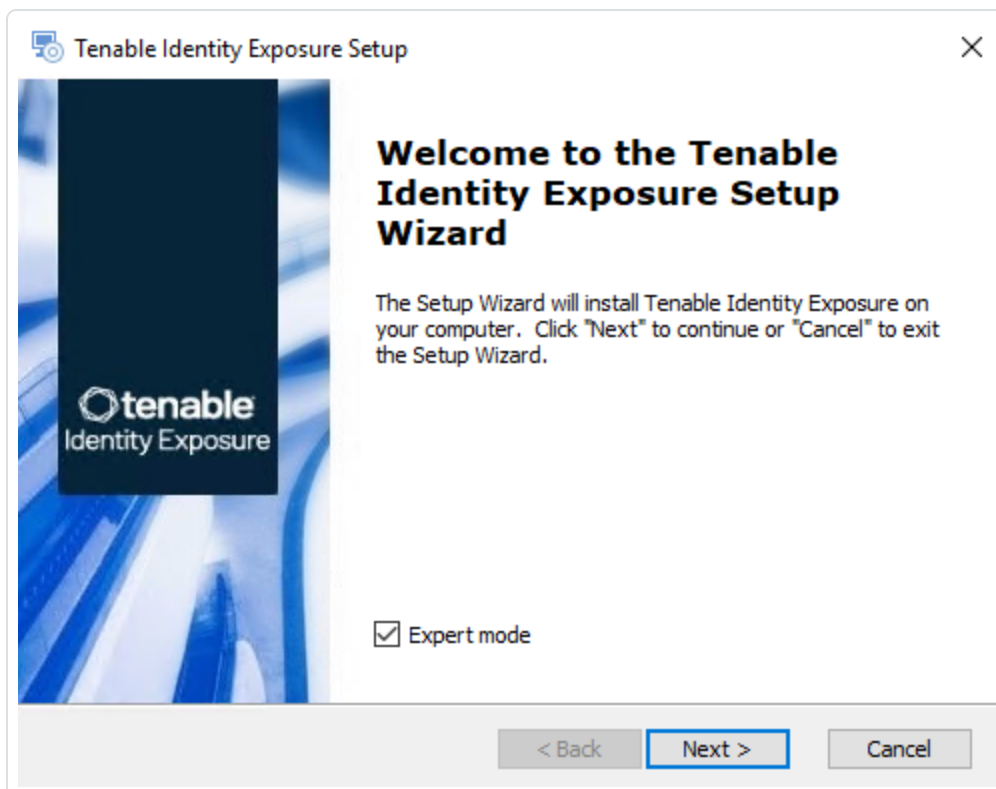 Tenable Identity Exposure Setup
Welcome to the Tenable
Identity Exposure Setup
Wizard
The Setup Wizard will install Tenable Identity Exposure on
your computer. Click "Next" to continue or "Cancel" to exit
the Setup Wizard.
tenable
Identity Exposure
Expert mode
< Back
Next >
Cancel